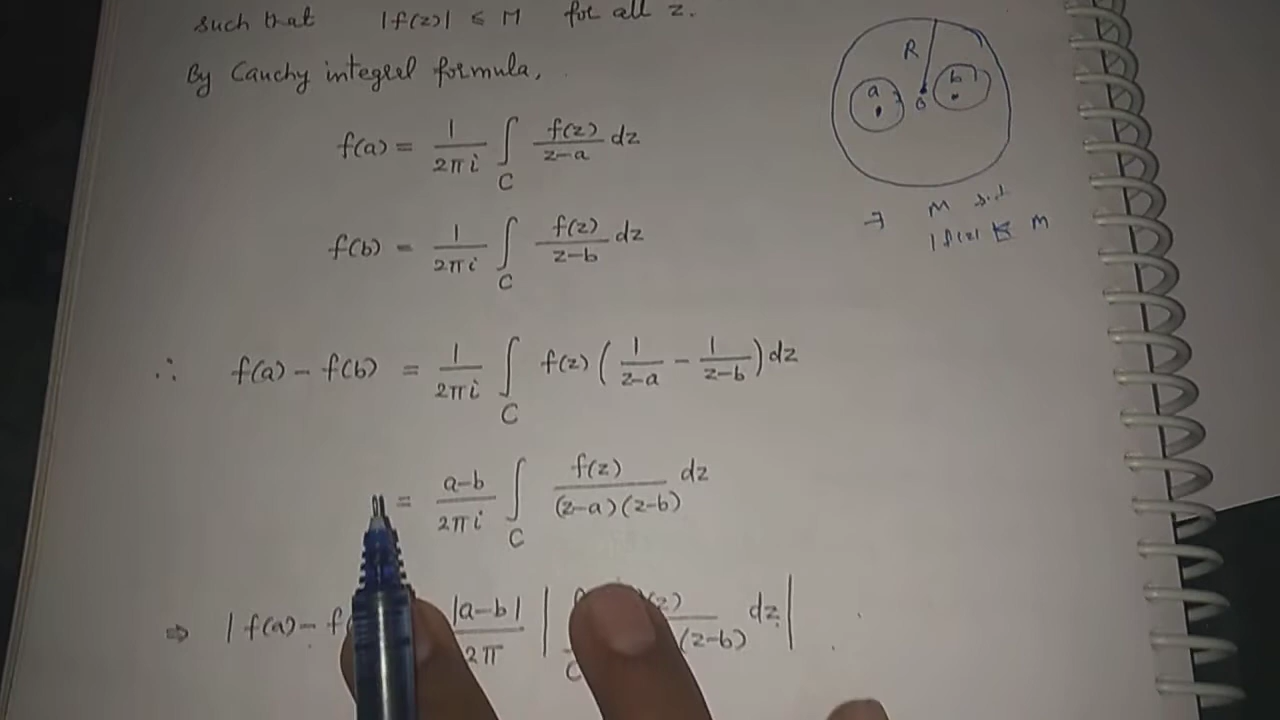 such that |f(z)| ≤ M for all z.
By Cauchy integral formula,
f(a) = 1/2πi ∫_C f(z)/z-a dz
f(b) = 1/2πi ∫_C f(z)/z-b dz
∴ f(a) - f(b) = 1/2πi ∫_C f(z) (1/z-a - 1/z-b) dz
= a-b/2πi ∫_C f(z)/(z-a)(z-b) dz
⇒ |f(a) - f |a-b|/2π | (z)/(z-b) dz |
R
a
b
M s.t
|f(z)| ≤ M